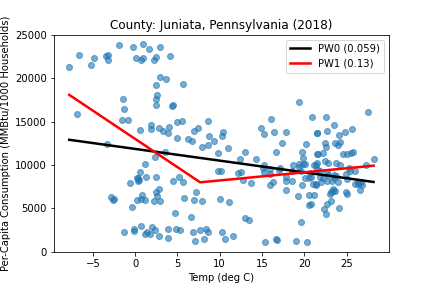 County: Juniata, Pennsylvania (2018)
PW0 (0.059)
PW1 (0.13)
Per-Capita Consumption (MMBtu/1000 Households)
25000
20000
15000
10000
5000
0
−5 0 5 10 15 20 25
Temp (deg C)